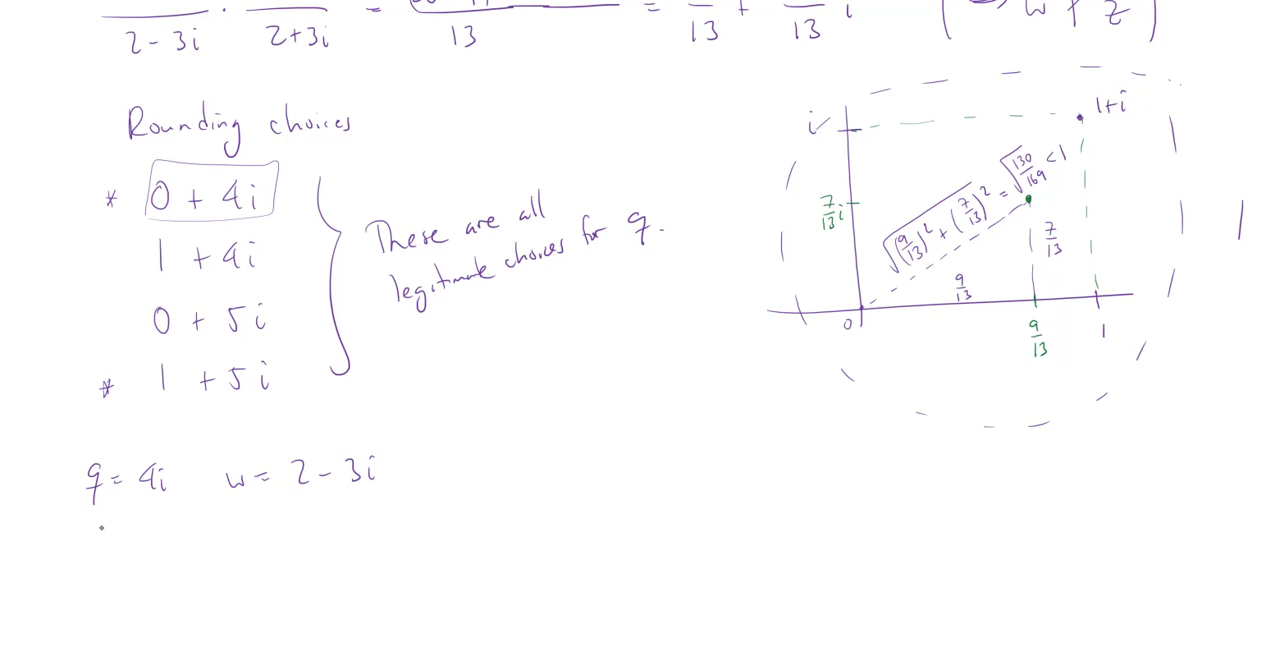 2 - 3i 2 + 3i = 13 = 13 + 13 i ( w ∤ z )
Rounding choices
* 0 + 4i
1 + 4i
0 + 5i
* 1 + 5i
These are all
legitimate choices for q.
i
1+i
7/13 i
√((9/13)² + (7/13)²) = √(130/169) < 1
7/13
9/13
0
9/13
1
q = 4i w = 2 - 3i